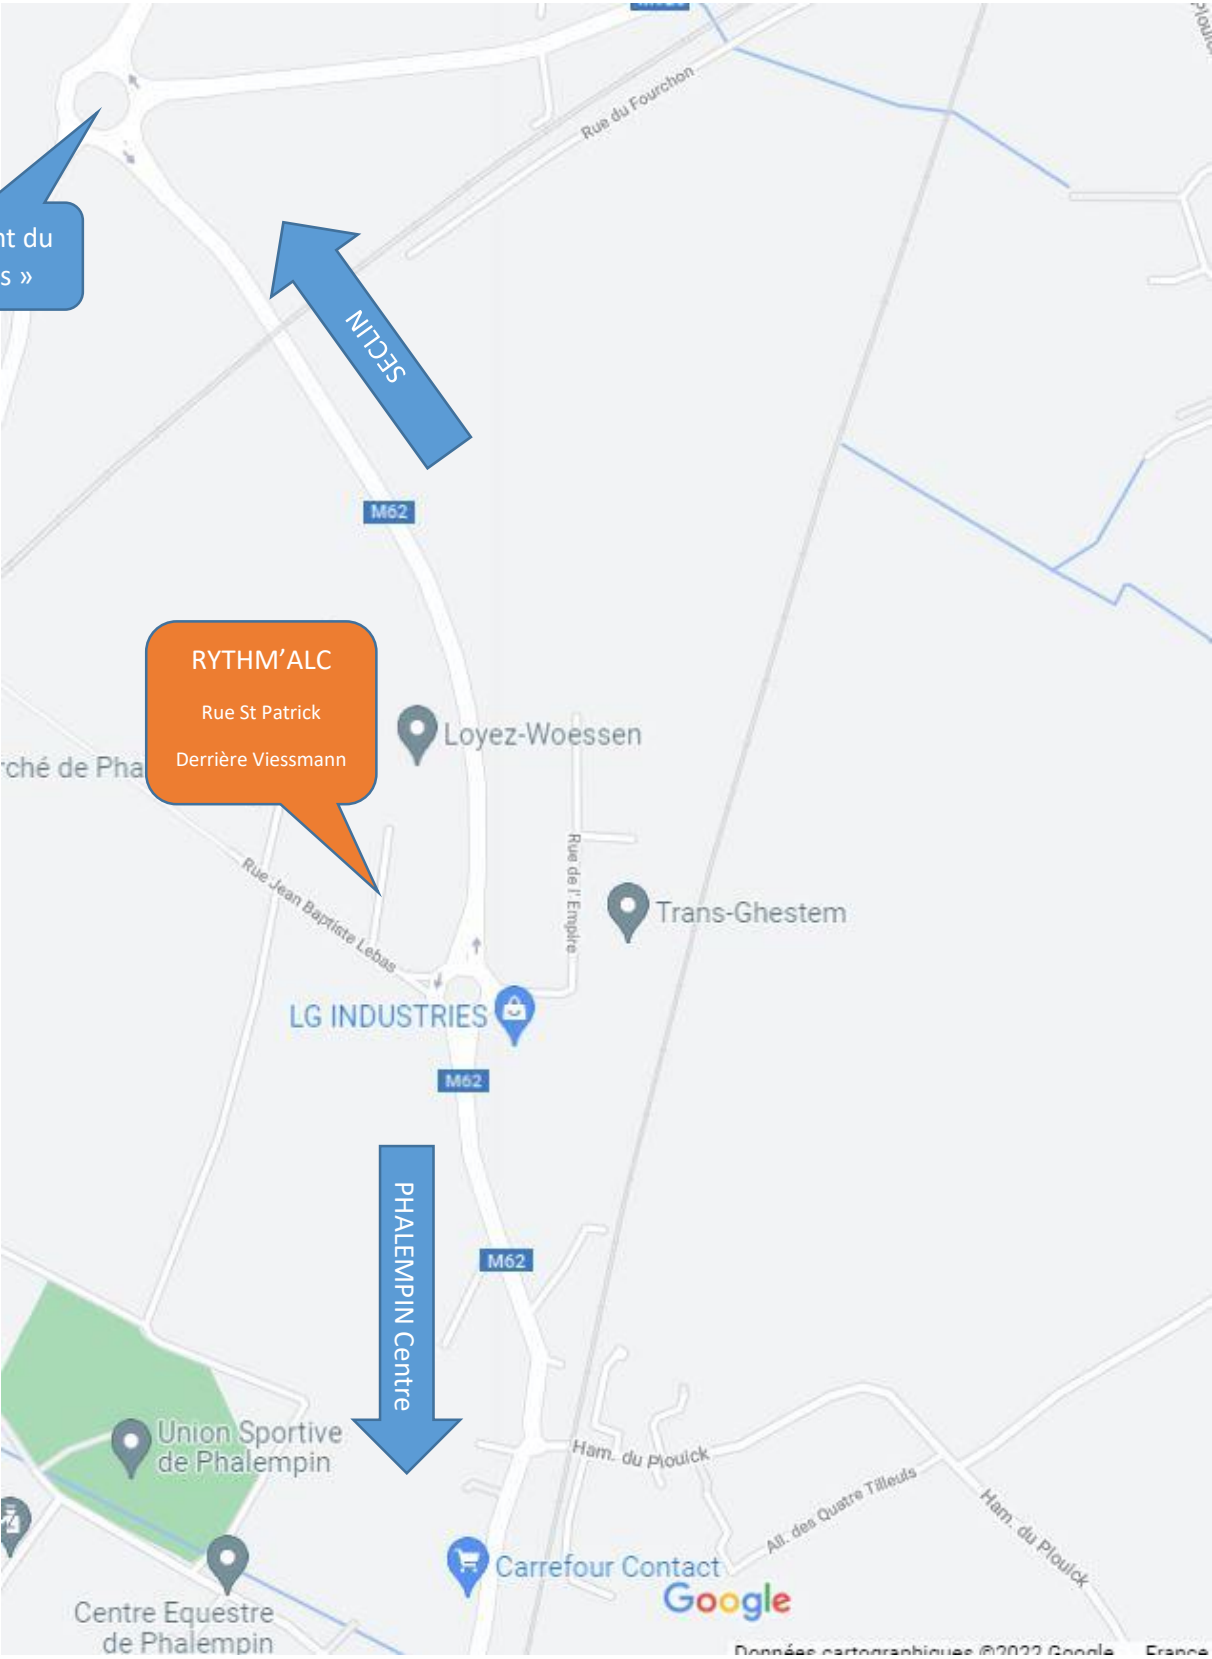 Rue du Fourchon
nt du
s »
SECLIN
M62
RYTHM'ALC
Rue St Patrick
Derrière Viessmann
Loyez-Woessen
rché de Pha
Rue de l' Empire
Rue Jean Baptiste Lebas
Trans-Ghestem
LG INDUSTRIES
M62
PHALEMPIN Centre
M62
Union Sportive
de Phalempin
Ham. du Plouick
All. des Quatre Tilleuls
Ham. du Plouick
Carrefour Contact
Google
Centre Equestre
de Phalempin
Données cartographiques ©2022 Google
France